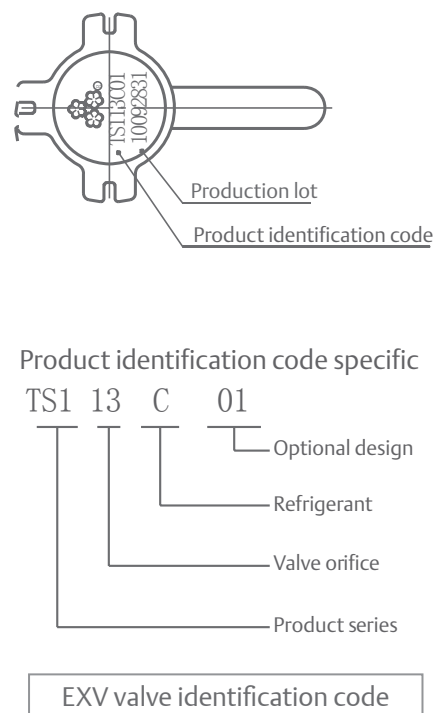 TS113C01
10092831
Production lot
Product identification code
Product identification code specific
TS1 13 C 01
Optional design
Refrigerant
Valve orifice
Product series
EXV valve identification code